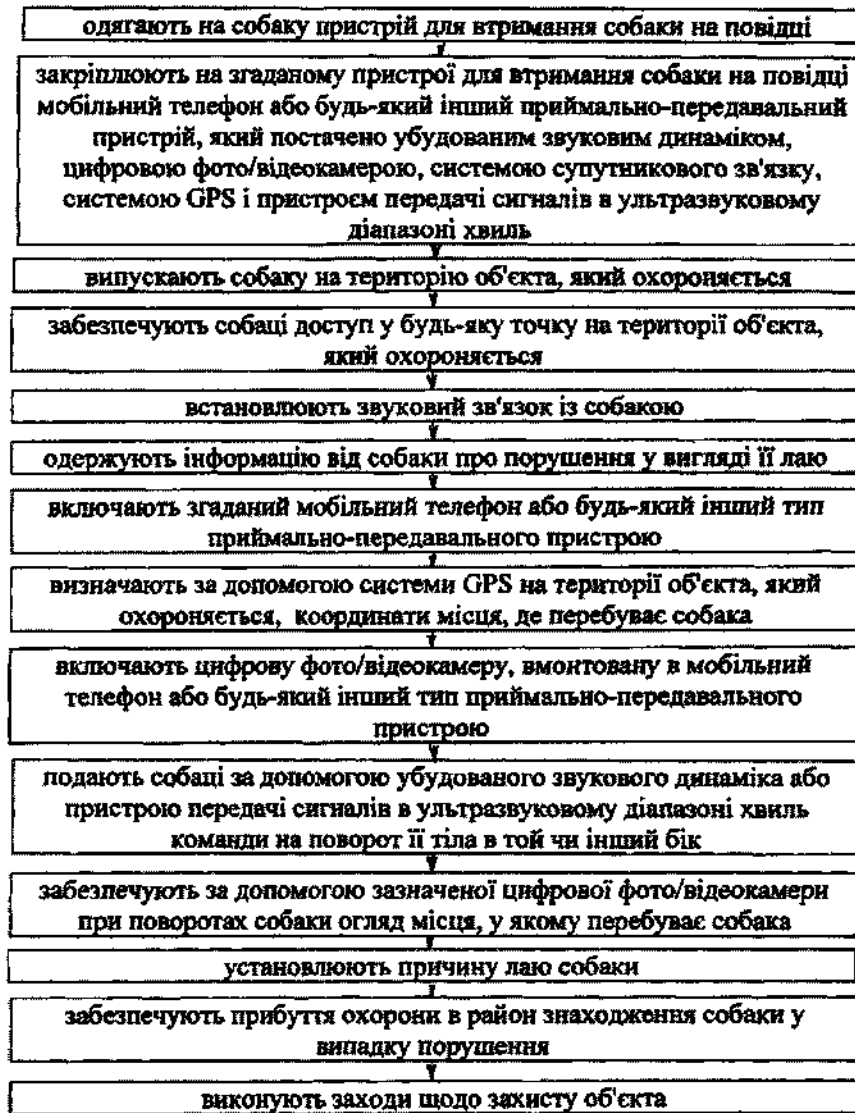 одягають на собаку пристрій для втримання собаки на повідці
закріплюють на згаданому пристрої для втримання собаки на повідці
мобільний телефон або будь-який інший приймально-передавальний
пристрій, який постачено убудованим звуковим динаміком,
цифровою фото/відеокамерою, системою супутникового зв'язку,
системою GPS і пристроєм передачі сигналів в ультразвуковому
діапазоні хвиль
випускають собаку на територію об'єкта, який охороняється
забезпечують собаці доступ у будь-яку точку на території об'єкта,
який охороняється
встановлюють звуковий зв'язок із собакою
одержують інформацію від собаки про порушення у вигляді її лаю
включають згаданий мобільний телефон або будь-який інший тип
приймально-передавального пристрою
визначають за допомогою системи GPS на території об'єкта, який
охороняється, координати місця, де перебуває собака
включають цифрову фото/відеокамеру, вмонтовану в мобільний
телефон або будь-який інший тип приймально-передавального
пристрою
подають собаці за допомогою убудованого звукового динаміка або
пристрою передачі сигналів в ультразвуковому діапазоні хвиль
команди на поворот її тіла в той чи інший бік
забезпечують за допомогою зазначеної цифрової фото/відеокамери
при поворотах собаки огляд місця, у якому перебуває собака
установлюють причину лаю собаки
забезпечують прибуття охорони в район знаходження собаки у
випадку порушення
виконують заходи щодо захисту об'єкта